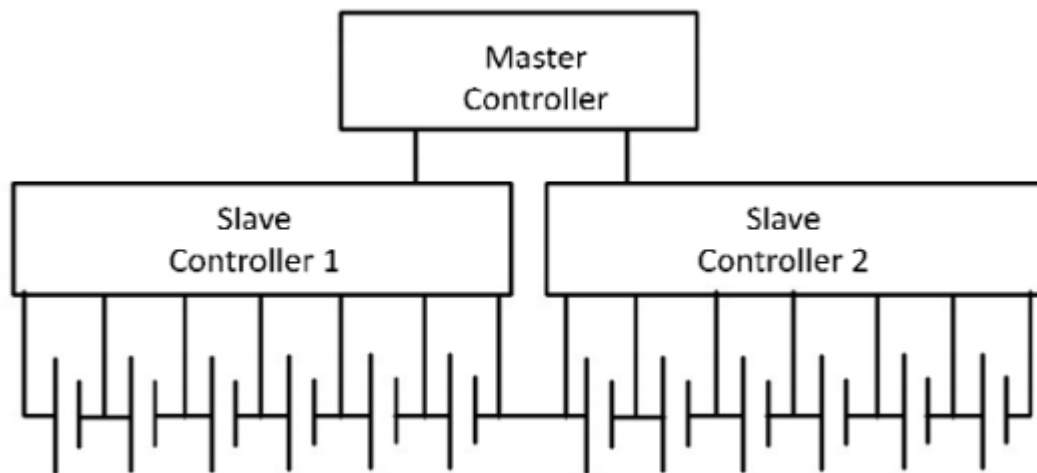 Master
Controller
Slave
Controller 1
Slave
Controller 2